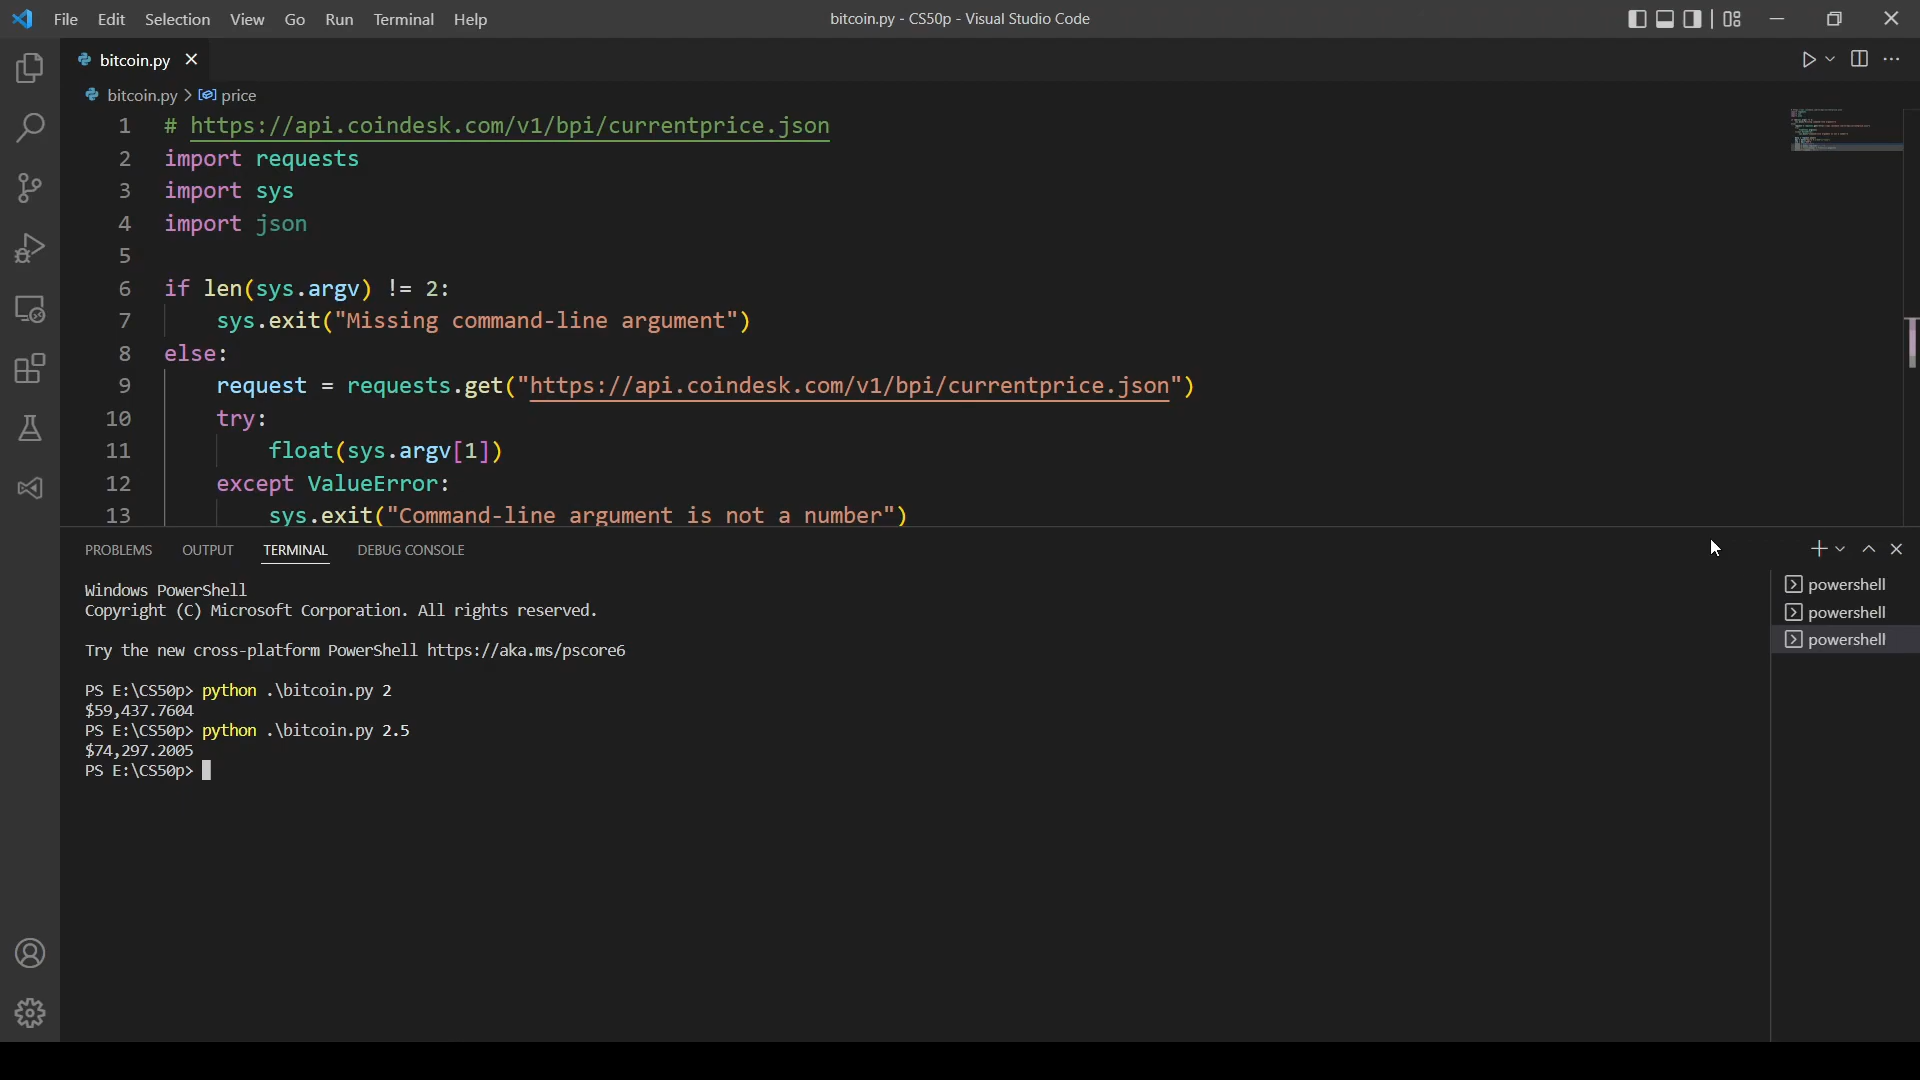 File Edit Selection View Go Run Terminal Help
bitcoin.py - CS50p - Visual Studio Code
bitcoin.py
bitcoin.py > price
1 # https://api.coindesk.com/v1/bpi/currentprice.json
2 import requests
3 import sys
4 import json
5
6 if len(sys.argv) != 2:
7 sys.exit("Missing command-line argument")
8 else:
9 request = requests.get("https://api.coindesk.com/v1/bpi/currentprice.json")
10 try:
11 float(sys.argv[1])
12 except ValueError:
13 sys.exit("Command-line argument is not a number")
PROBLEMS OUTPUT TERMINAL DEBUG CONSOLE
Windows PowerShell
Copyright (C) Microsoft Corporation. All rights reserved.
Try the new cross-platform PowerShell https://aka.ms/pscore6
PS E:\CS50p> python .\bitcoin.py 2
$59,437.7604
PS E:\CS50p> python .\bitcoin.py 2.5
$74,297.2005
PS E:\CS50p>
powershell
powershell
powershell